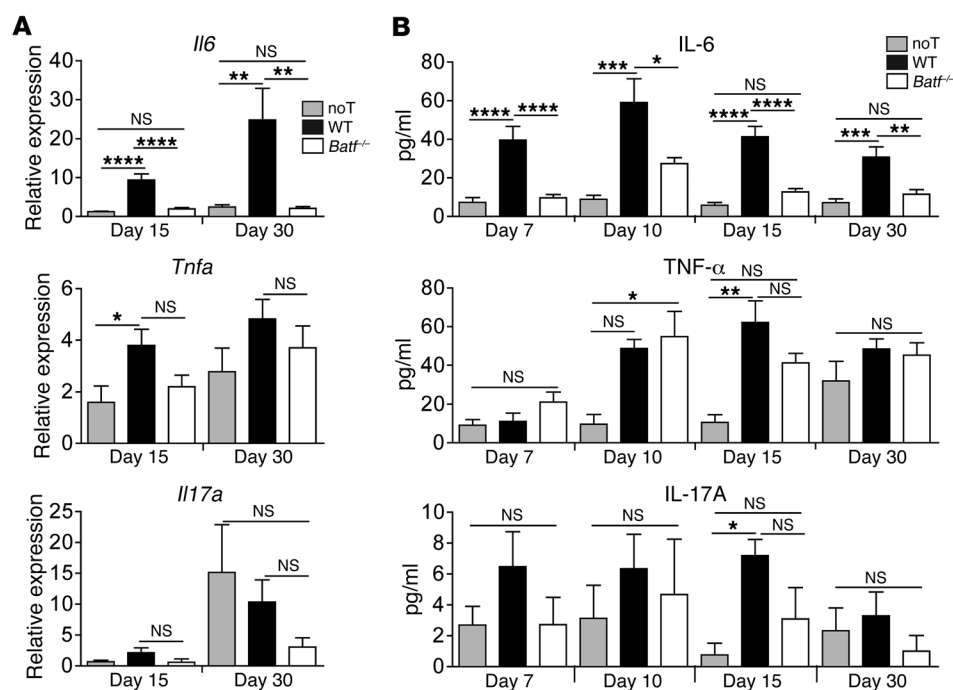 A
Il6
Relative expression
40
30
20
10
0
NS
NS
**
**
****
****
noT
WT
Batf-/-
Day 15
Day 30
Tnfa
Relative expression
6
4
2
0
*
NS
NS
Day 15
Day 30
Il17a
Relative expression
25
20
15
10
5
0
NS
NS
NS
Day 15
Day 30
B
IL-6
pg/ml
80
60
40
20
0
noT
WT
Batf-/-
****
****
***
*
NS
****
****
NS
***
**
Day 7
Day 10
Day 15
Day 30
TNF-α
pg/ml
80
60
40
20
0
NS
*
NS
NS
**
NS
NS
Day 7
Day 10
Day 15
Day 30
IL-17A
pg/ml
10
8
6
4
2
0
NS
NS
NS
*
NS
NS
Day 7
Day 10
Day 15
Day 30